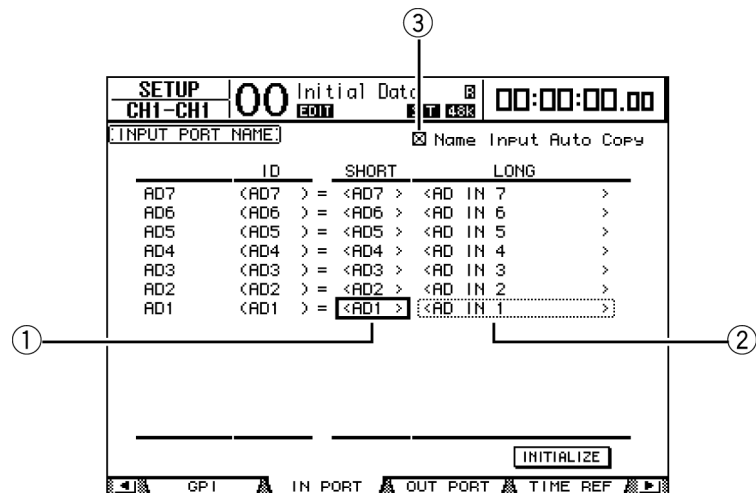 ③
SETUP 00 Initial Data 00:00:00.00
CH1-CH1 EDIT 48K
INPUT PORT NAME
Name Input Auto Copy
ID SHORT LONG
AD7 (AD7 ) = <AD7 > <AD IN 7 >
AD6 (AD6 ) = <AD6 > <AD IN 6 >
AD5 (AD5 ) = <AD5 > <AD IN 5 >
AD4 (AD4 ) = <AD4 > <AD IN 4 >
AD3 (AD3 ) = <AD3 > <AD IN 3 >
AD2 (AD2 ) = <AD2 > <AD IN 2 >
AD1 (AD1 ) = <AD1 > <AD IN 1 >
① ②
INITIALIZE
GPI IN PORT OUT PORT TIME REF